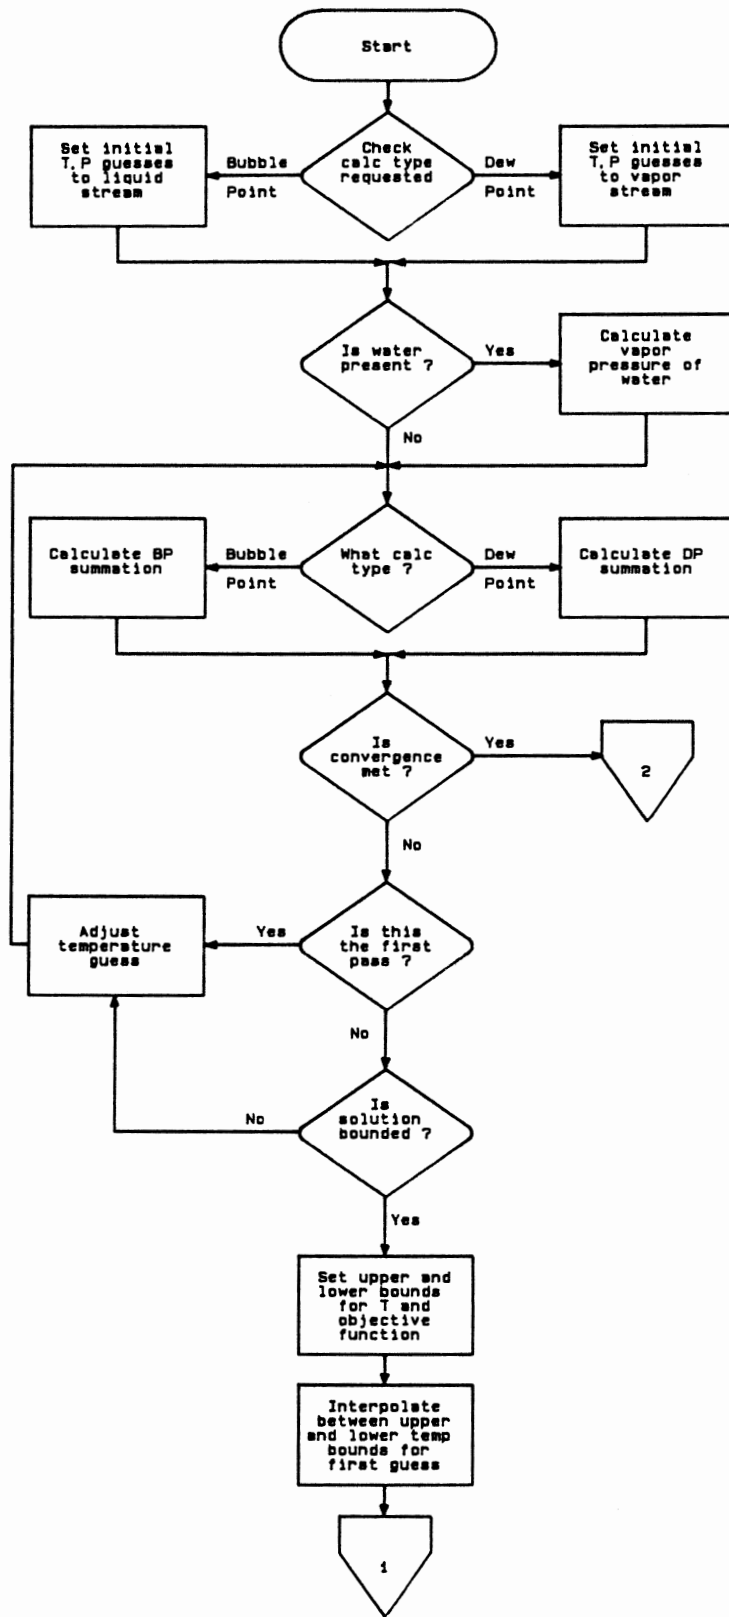 Start
Check
calc type
requested
Bubble
Point
Set initial
T,P guesses
to liquid
stream
Dew
Point
Set initial
T,P guesses
to vapor
stream
Is water
present ?
Yes
Calculate
vapor
pressure of
water
No
What calc
type ?
Bubble
Point
Calculate BP
summation
Dew
Point
Calculate DP
summation
Is
convergence
met ?
Yes
2
No
Is this
the first
pass ?
Yes
Adjust
temperature
guess
No
Is
solution
bounded ?
No
Yes
Set upper and
lower bounds
for T and
objective
function
Interpolate
between upper
and lower temp
bounds for
first guess
1